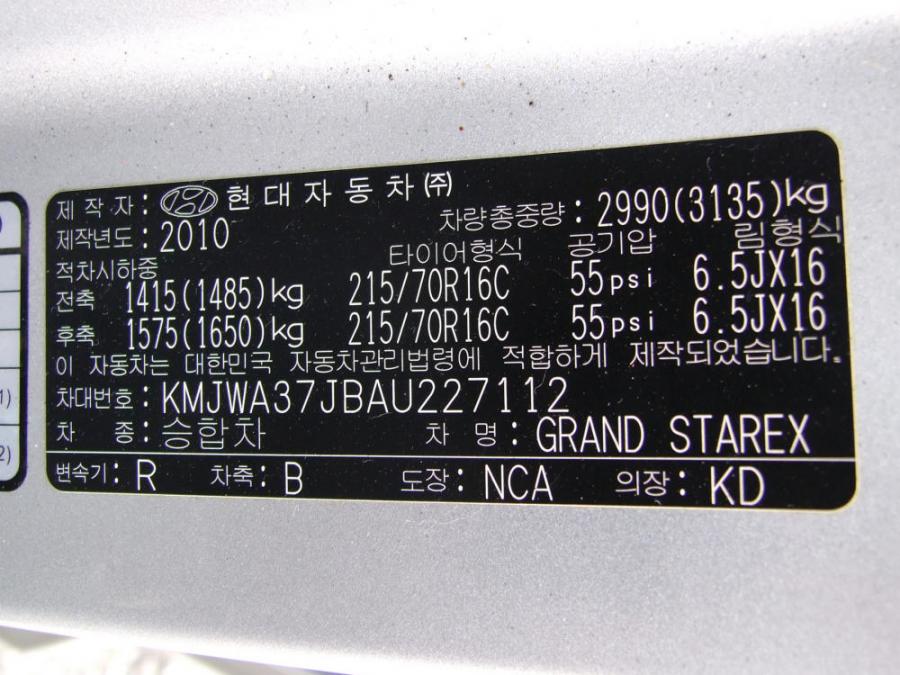 제 작 자 : 현대자동차㈜
제작년도 : 2010 차량총중량 : 2990(3135)kg
적차시하중 타이어형식 공기압 림형식
전축 1415(1485)kg 215/70R16C 55psi 6.5JX16
후축 1575(1650)kg 215/70R16C 55psi 6.5JX16
이 자동차는 대한민국 자동차관리법령에 적합하게 제작되었습니다.
차대번호 : KMJWA37JBAU227112
차 종 : 승합차 차 명 : GRAND STAREX
변속기 : R 차축 : B 도장 : NCA 의장 : KD